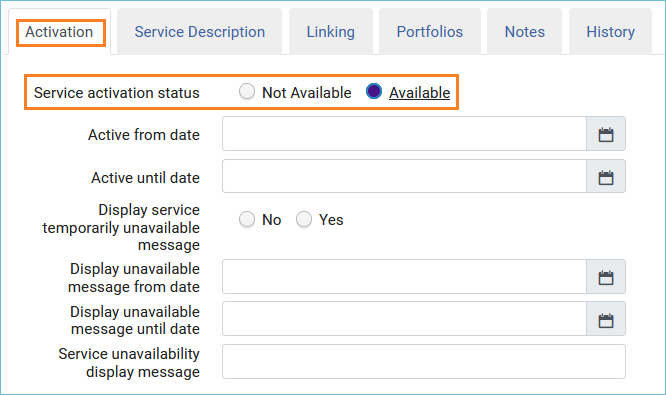 Activation Service Description Linking Portfolios Notes History
Service activation status Not Available Available
Active from date
Active until date
Display service
temporarily unavailable No Yes
message
Display unavailable
message from date
Display unavailable
message until date
Service unavailability
display message